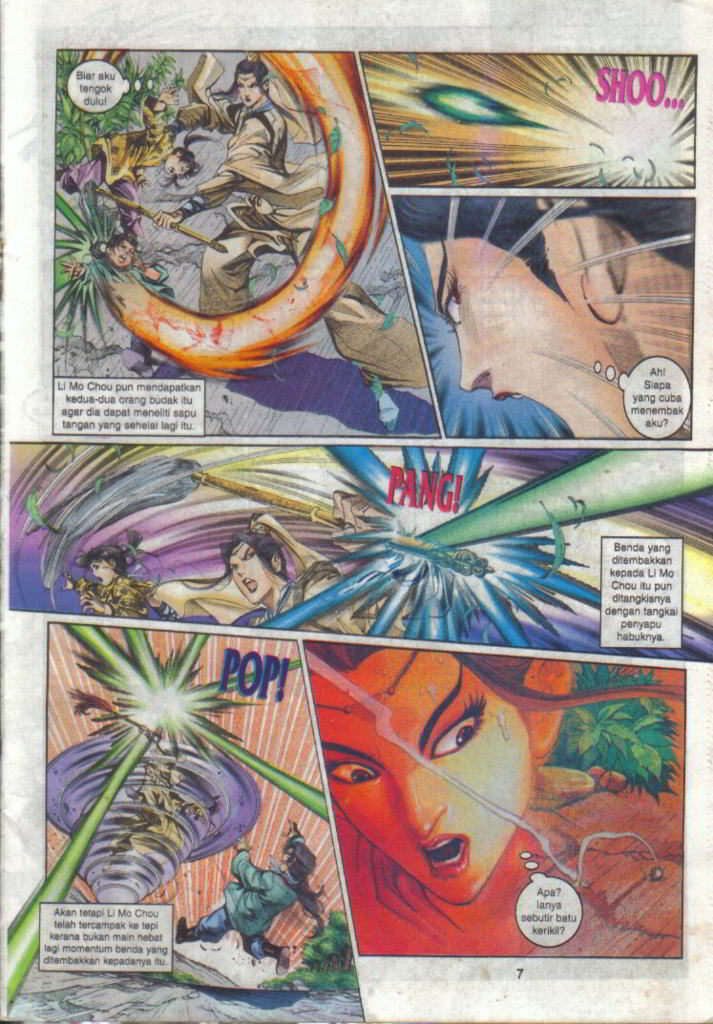 Biar aku
tengok
dulu!
Li Mo Chou pun mendapatkan
kedua-dua orang budak itu
agar dia dapat meneliti sapu
tangan yang sehelai lagi itu.
SHOO...
Ah!
Siapa
yang cuba
menembak
aku?
PANG!
Benda yang
ditembakkan
kepada Li Mo
Chou itu pun
ditangkisnya
dengan tangkai
penyapu
habuknya.
POP!
Akan tetapi Li Mo Chou
telah tercampak ke tepi
karana bukan main hebat
lagi momentum benda yang
ditembakkan kepadanya itu.
Apa?
Ianya
sebutir batu
kerikil?
7